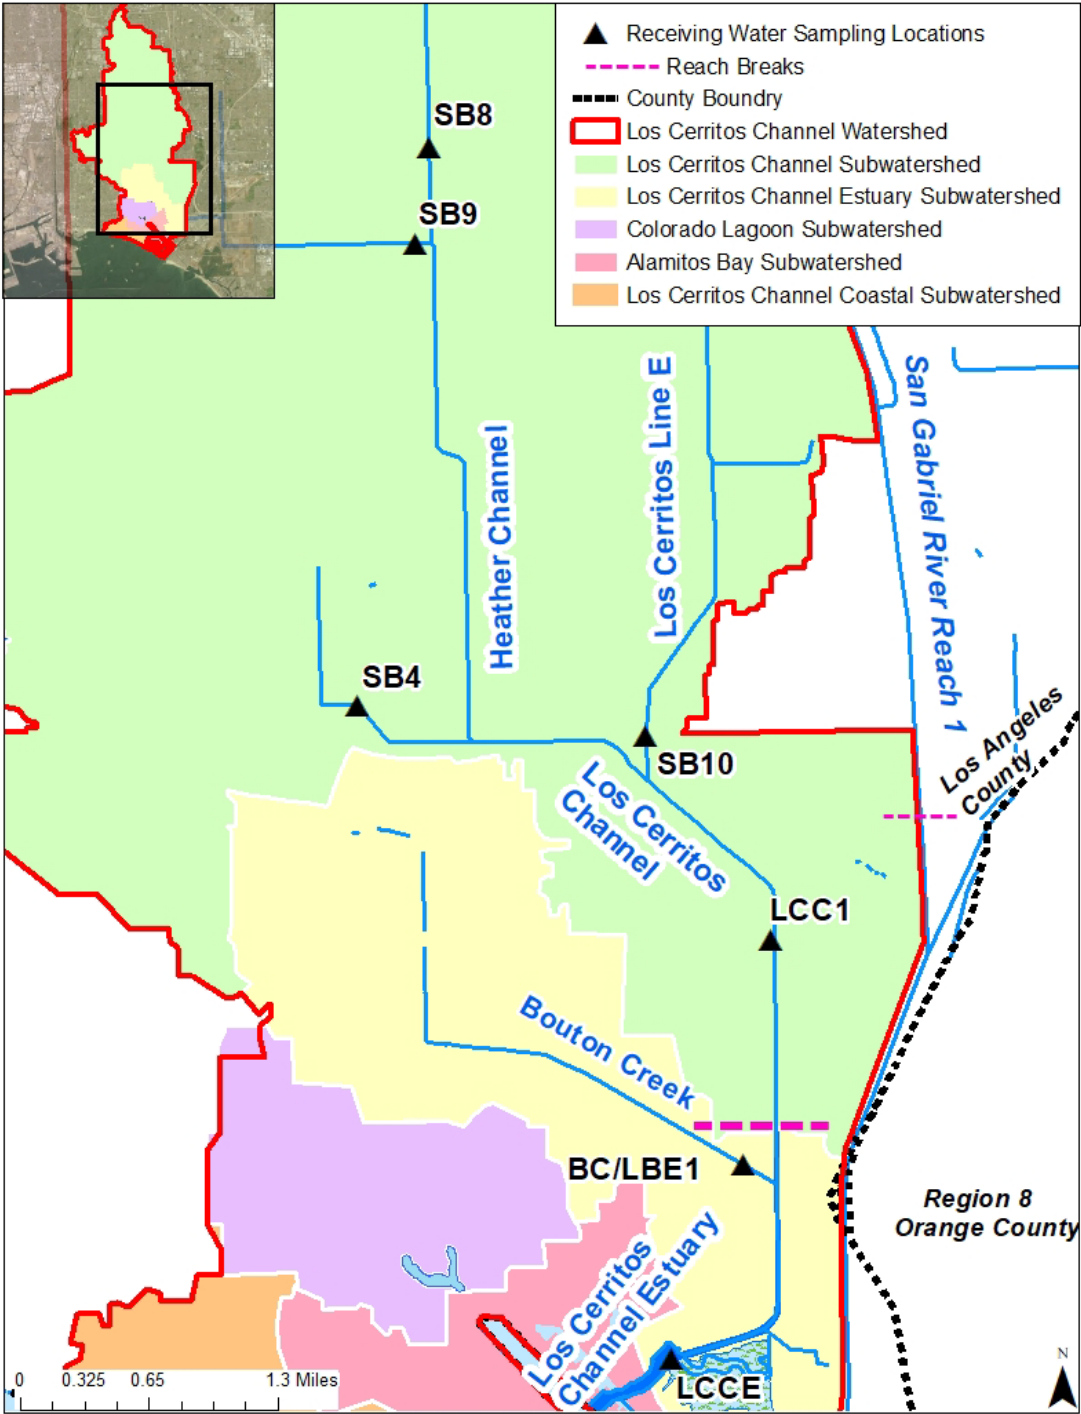 Receiving Water Sampling Locations
Reach Breaks
County Boundry
Los Cerritos Channel Watershed
Los Cerritos Channel Subwatershed
Los Cerritos Channel Estuary Subwatershed
Colorado Lagoon Subwatershed
Alamitos Bay Subwatershed
Los Cerritos Channel Coastal Subwatershed
SB8
SB9
Heather Channel
Los Cerritos Line E
San Gabriel River Reach 1
SB4
SB10
Los Angeles
County
Los Cerritos
Channel
LCC1
Bouton Creek
BC/LBE1
Region 8
Orange County
Los Cerritos
Channel Estuary
LCCE
0 0.325 0.65 1.3 Miles
N